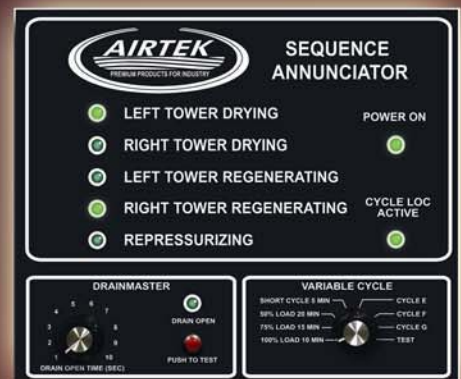 AIRTEK
PREMIUM PRODUCTS FOR INDUSTRY
SEQUENCE
ANNUNCIATOR
LEFT TOWER DRYING
RIGHT TOWER DRYING
LEFT TOWER REGENERATING
RIGHT TOWER REGENERATING
REPRESSURIZING
POWER ON
CYCLE LOC
ACTIVE
DRAINMASTER
1
2
3
4
5
6
7
8
9
10
DRAIN OPEN TIME (SEC)
DRAIN OPEN
PUSH TO TEST
VARIABLE CYCLE
SHORT CYCLE 5 MIN
50% LOAD 20 MIN
75% LOAD 15 MIN
100% LOAD 10 MIN
CYCLE E
CYCLE F
CYCLE G
TEST